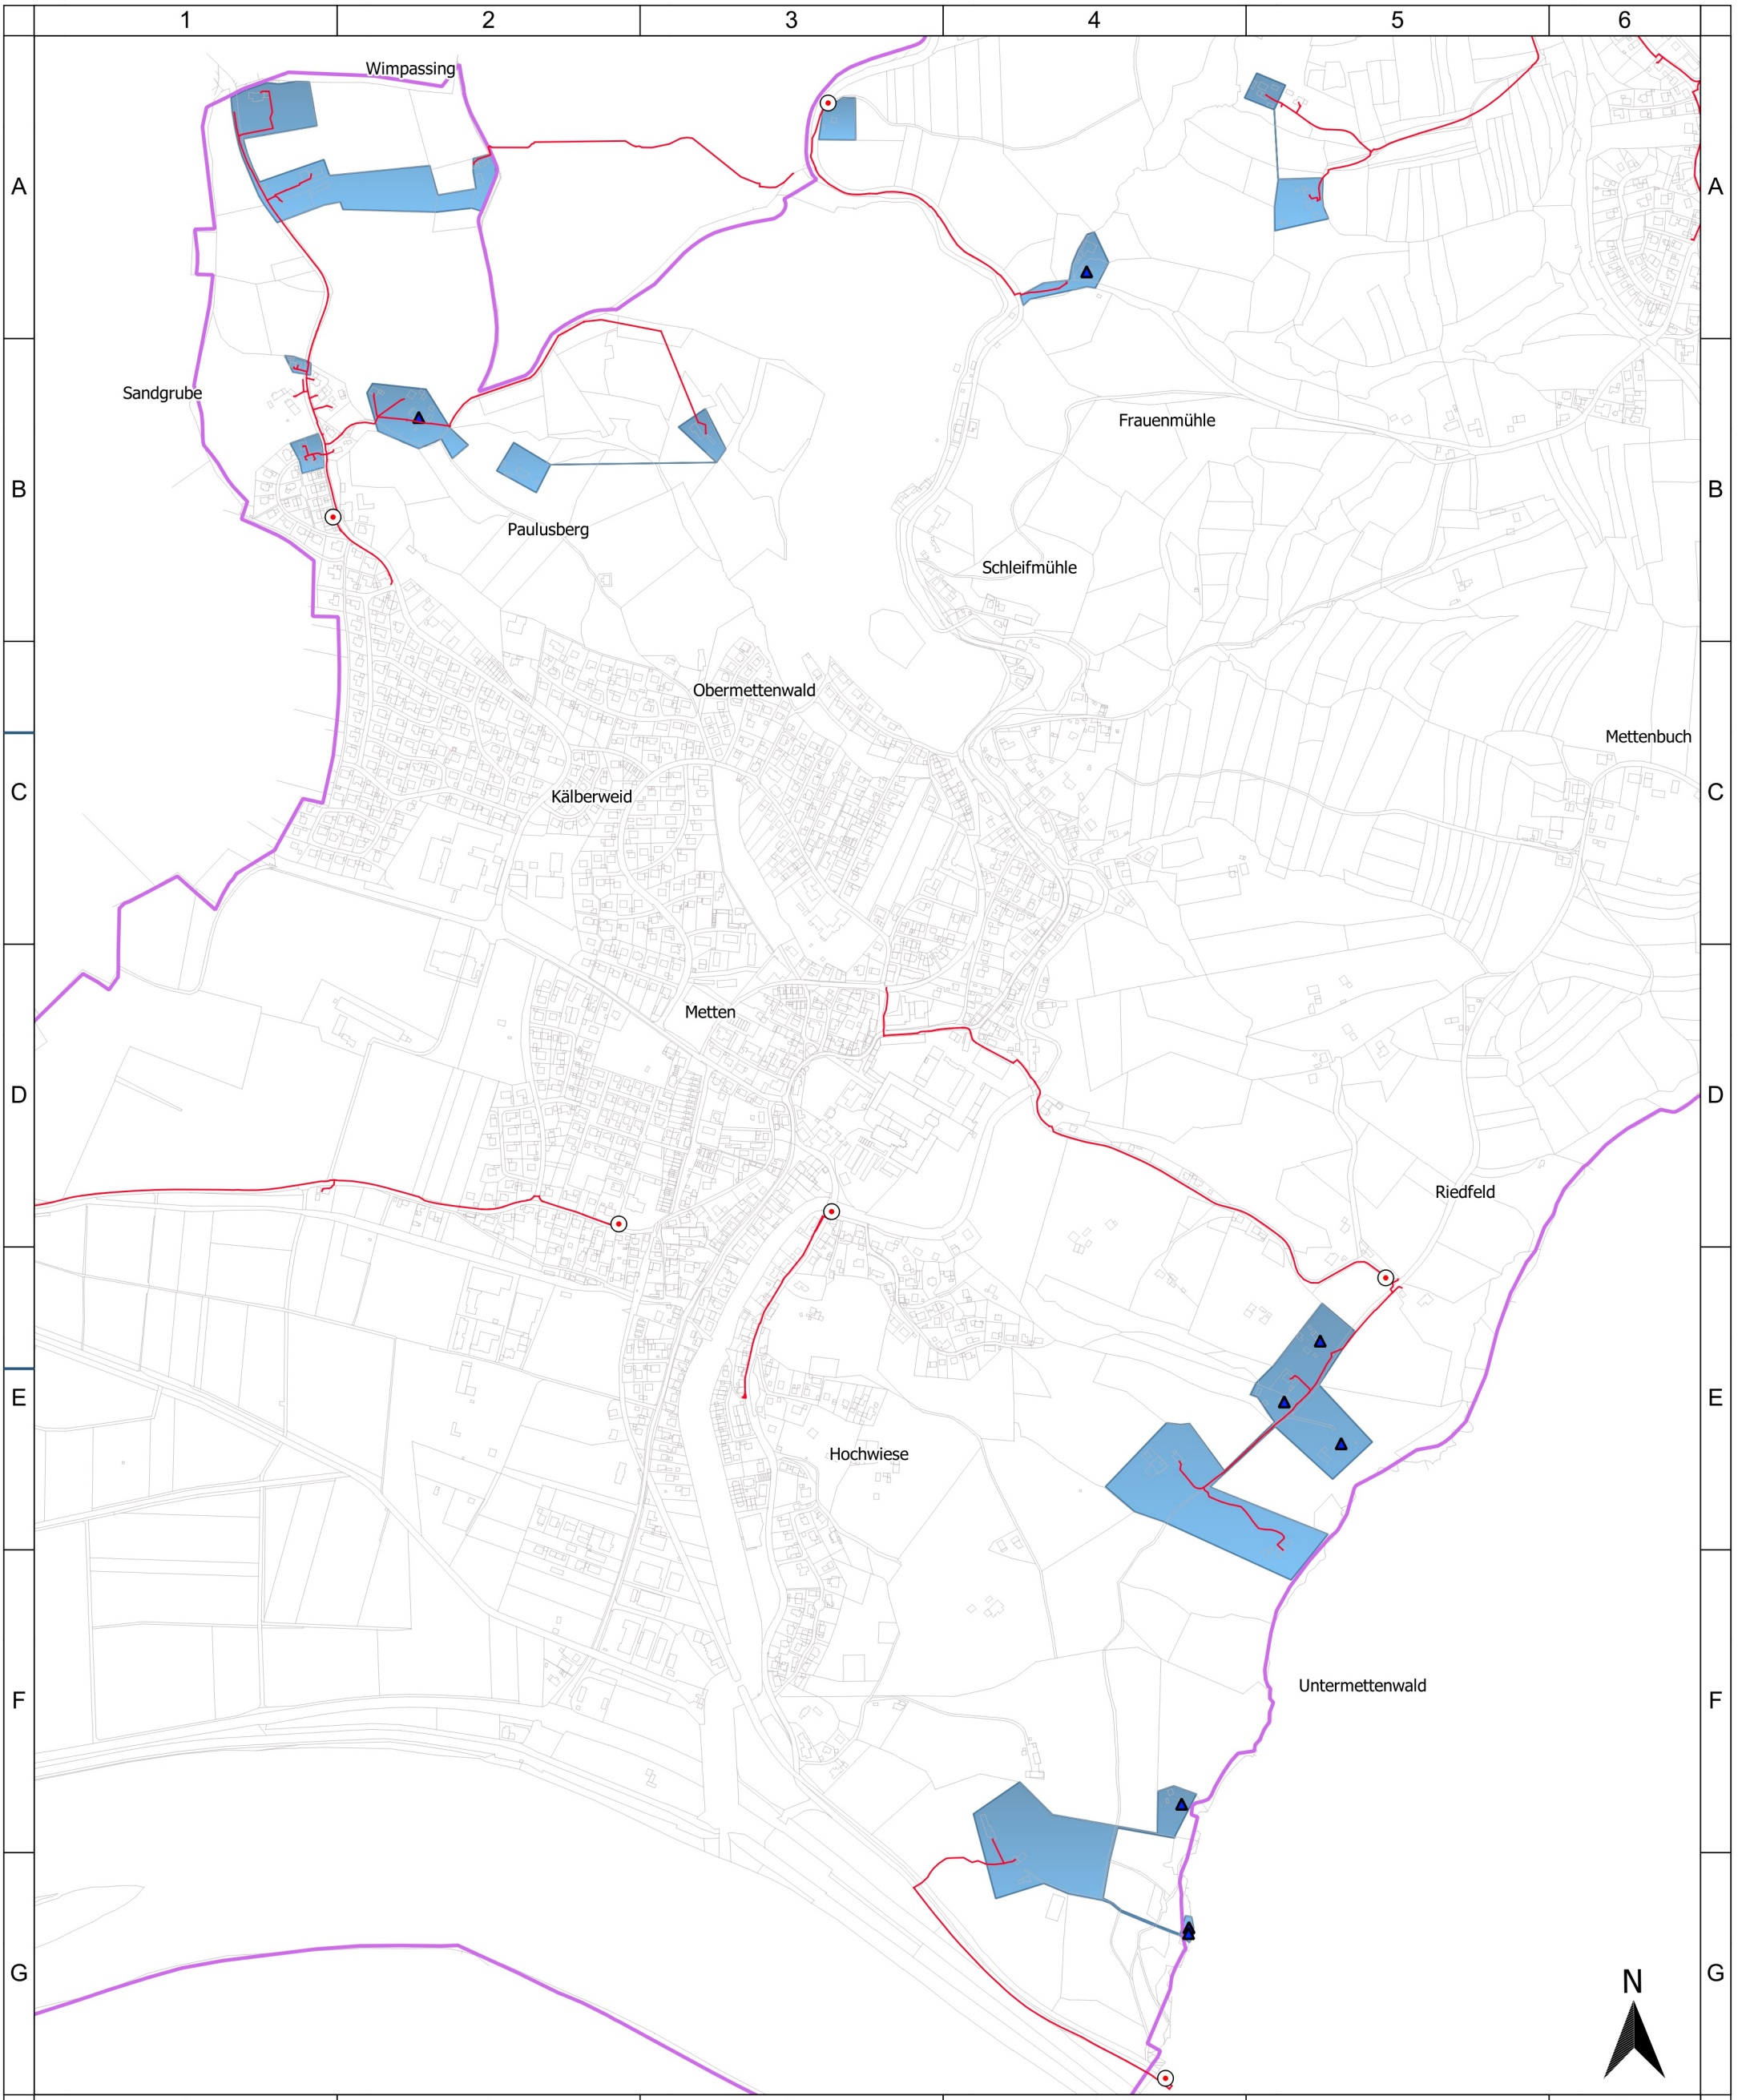 1 2 3 4 5 6
Wimpassing
A A
Sandgrube
Frauenmühle
B B
Paulusberg
Schleifmühle
Obermettenwald
Mettenbuch
C C
Kälberweid
Metten
D D
Riedfeld
E E
Hochwiese
Untermettenwald
F F
G G
N